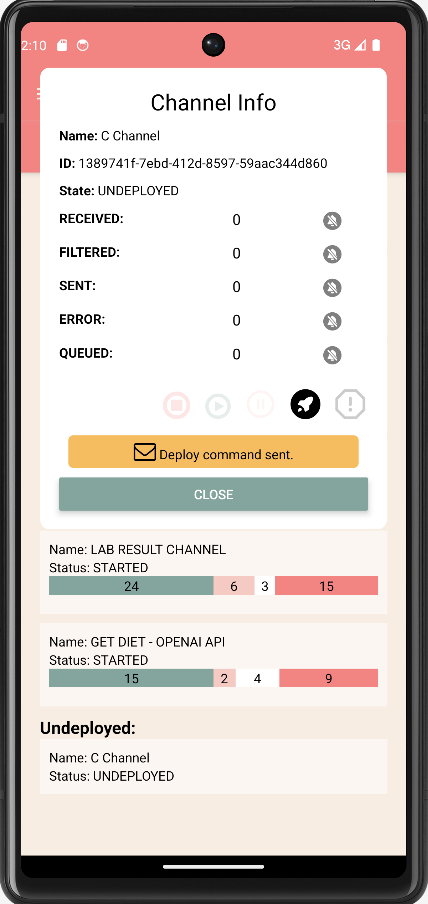 2:10
3G
Channel Info
Name: C Channel
ID: 1389741f-7ebd-412d-8597-59aac344d860
State: UNDEPLOYED
RECEIVED: 0
FILTERED: 0
SENT: 0
ERROR: 0
QUEUED: 0
Deploy command sent.
CLOSE
Name: LAB RESULT CHANNEL
Status: STARTED
24 6 3 15
Name: GET DIET - OPENAI API
Status: STARTED
15 2 4 9
Undeployed:
Name: C Channel
Status: UNDEPLOYED